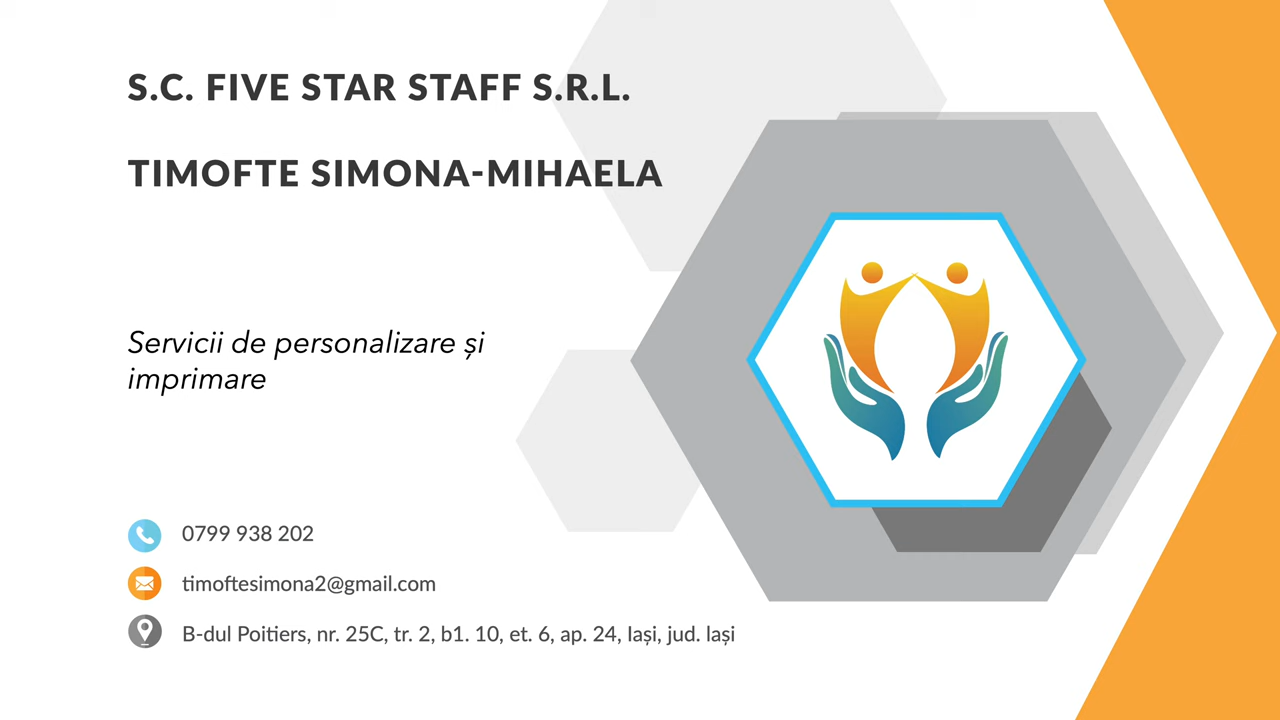 S.C. FIVE STAR STAFF S.R.L.
TIMOFTE SIMONA-MIHAELA
Servicii de personalizare și
imprimare
0799 938 202
timoftesimona2@gmail.com
B-dul Poitiers, nr. 25C, tr. 2, b1. 10, et. 6, ap. 24, Iași, jud. Iași